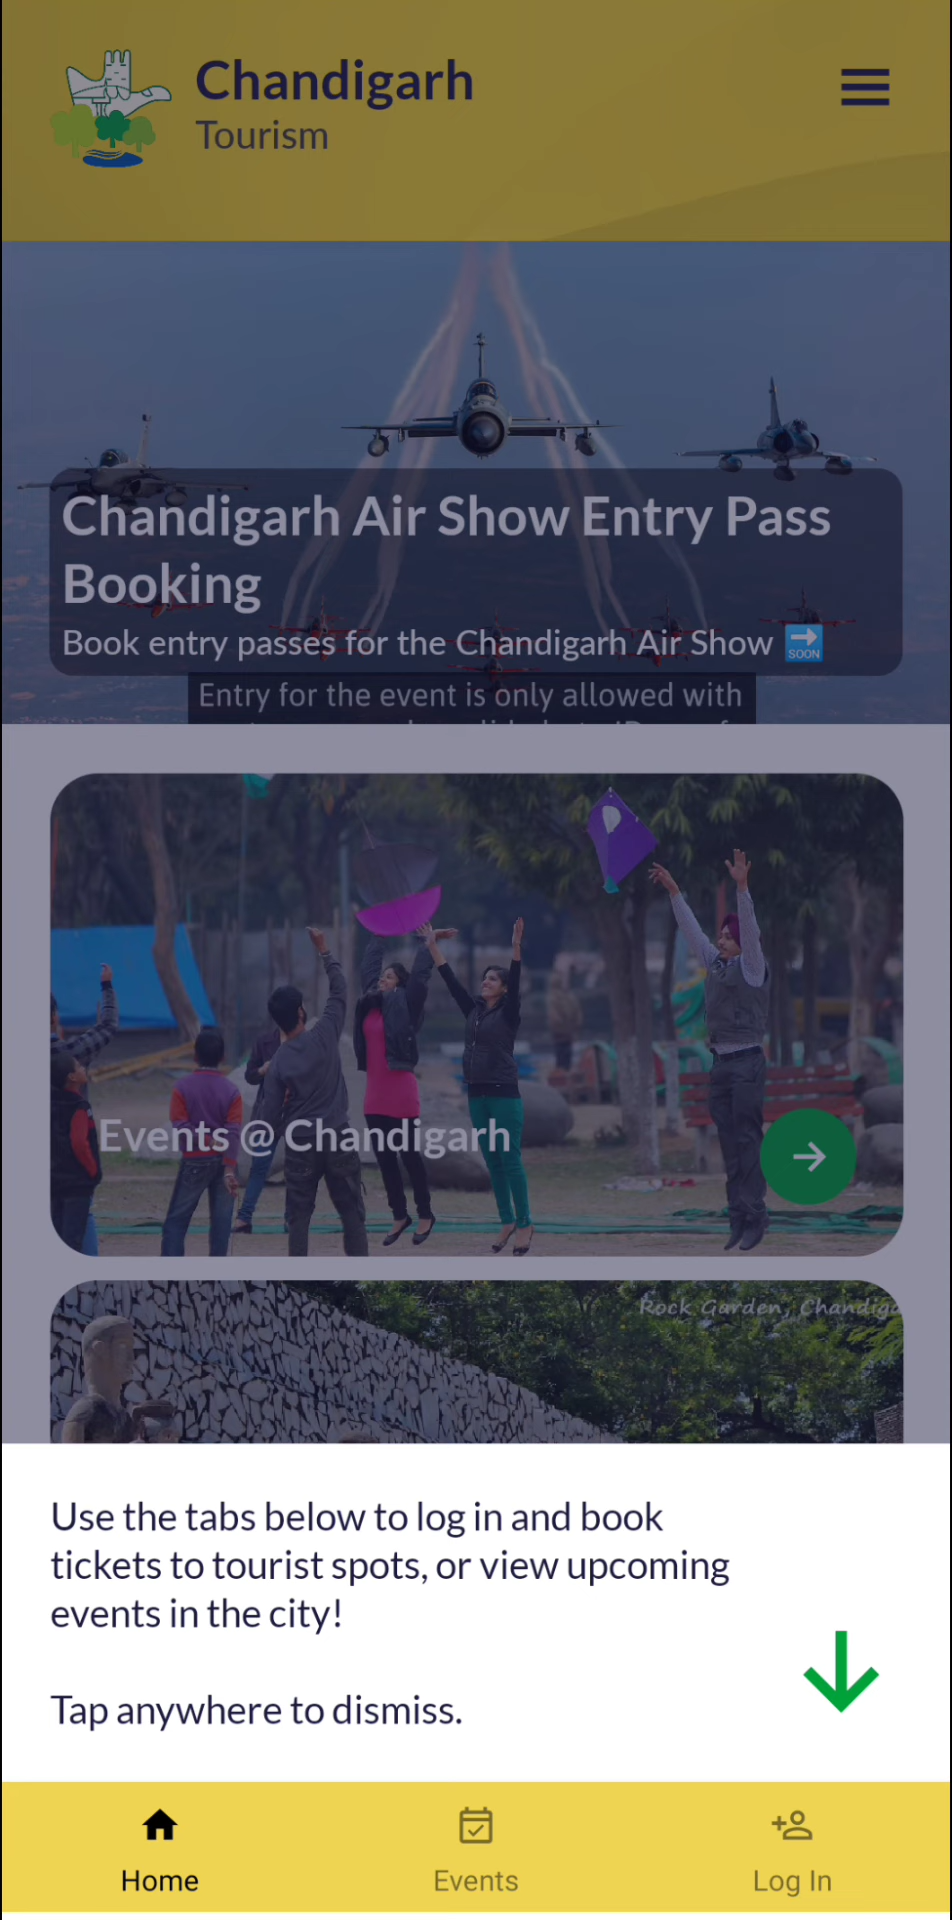 Chandigarh
Tourism
Chandigarh Air Show Entry Pass
Booking
Book entry passes for the Chandigarh Air Show 🔜
Entry for the event is only allowed with
Events @ Chandigarh
Rock Garden,
Use the tabs below to log in and book
tickets to tourist spots, or view upcoming
events in the city!
Tap anywhere to dismiss.
Home
Events
Log In